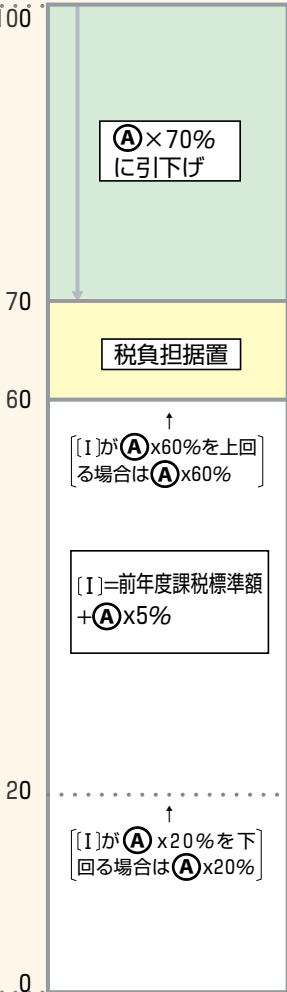 100
Ⓐ×70%
に引下げ
70
税負担据置
60
↑
[I]がⒶx60%を上回
る場合はⒶx60%
[I]=前年度課税標準額
+Ⓐx5%
20
↑
[I]がⒶx20%を下
回る場合はⒶx20%
0